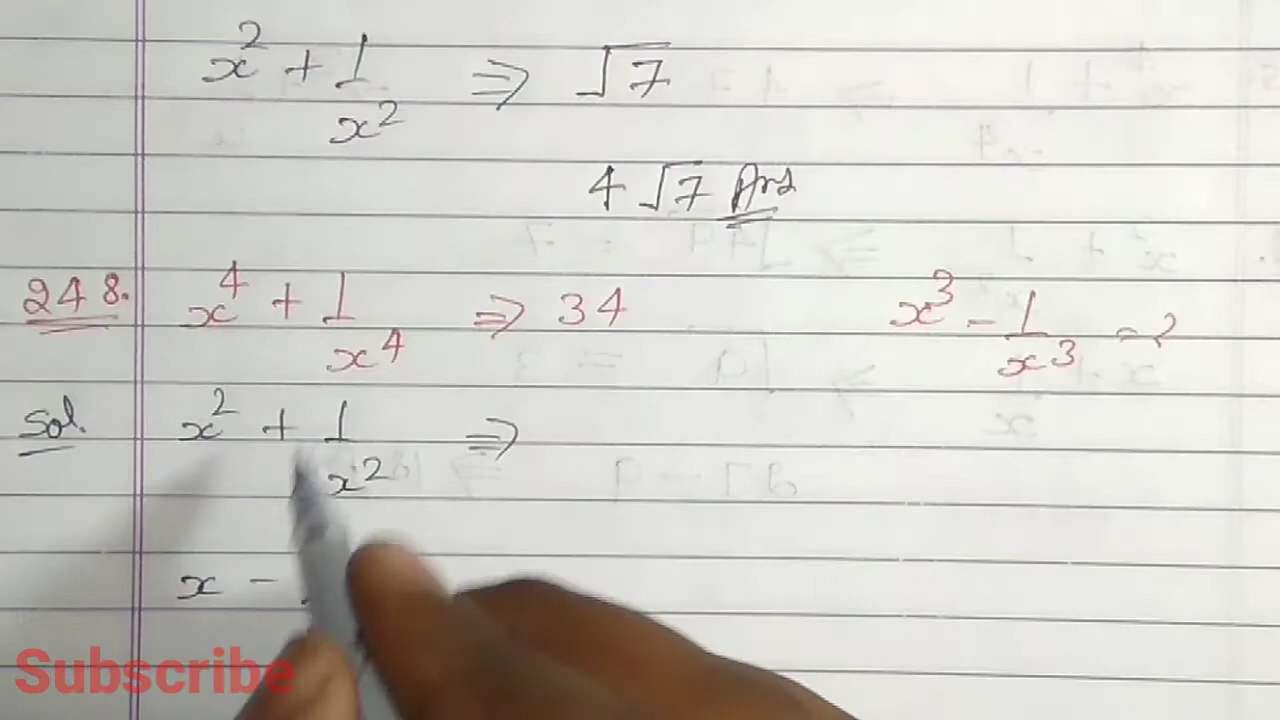 x² + 1/x² ⇒ √7
4 √7 Ans
248. x⁴ + 1/x⁴ ⇒ 34 x³ - 1/x³ = ?
Sol. x² + 1/x² ⇒
x -
Subscribe